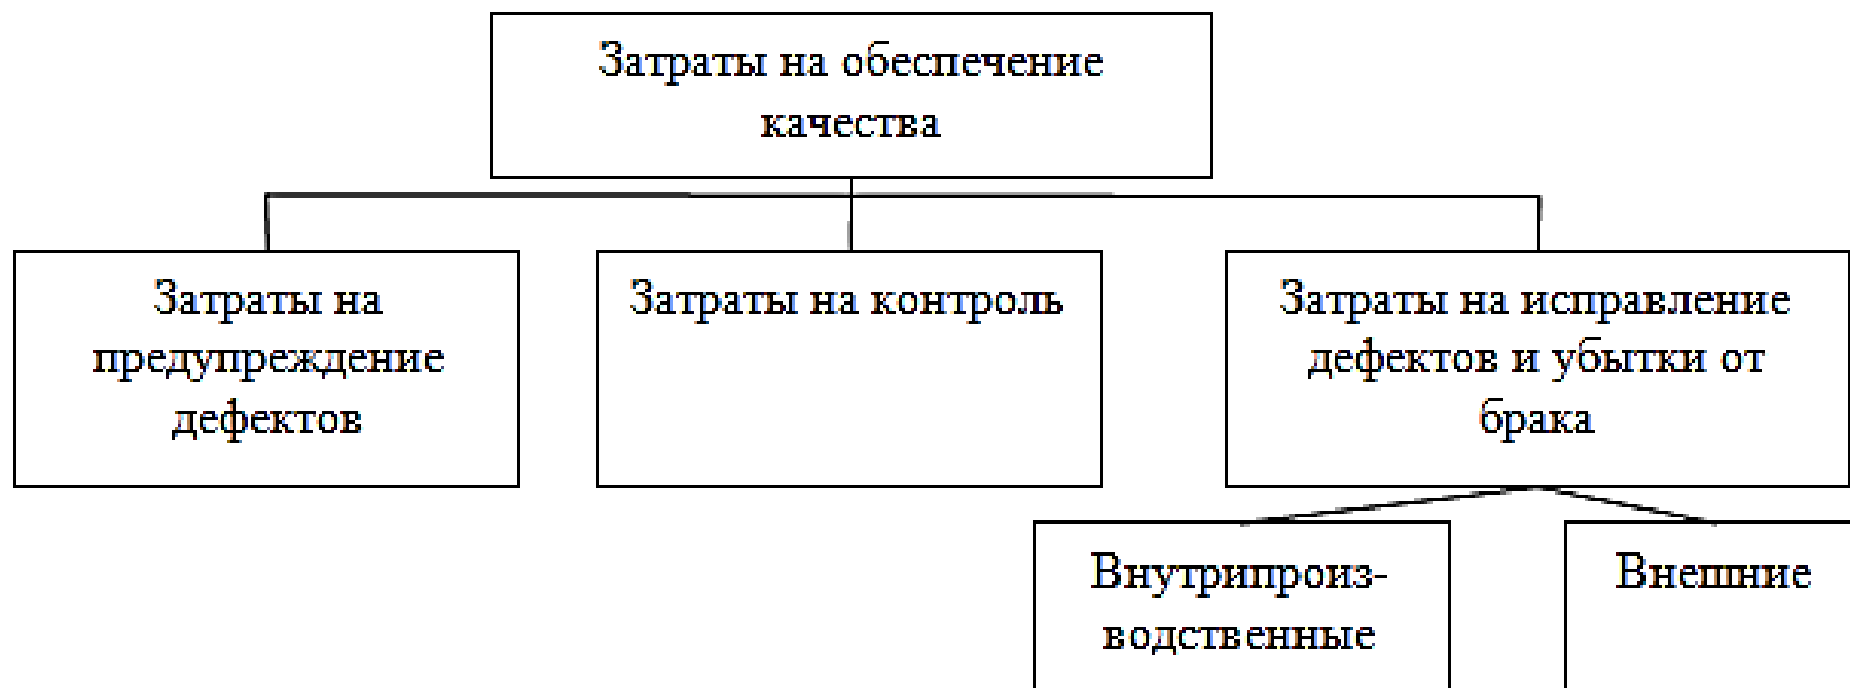 Затраты на обеспечение
качества
Затраты на
предупреждение
дефектов
Затраты на контроль
Затраты на исправление
дефектов и убытки от
брака
Внутрипроиз-
водственные
Внешние